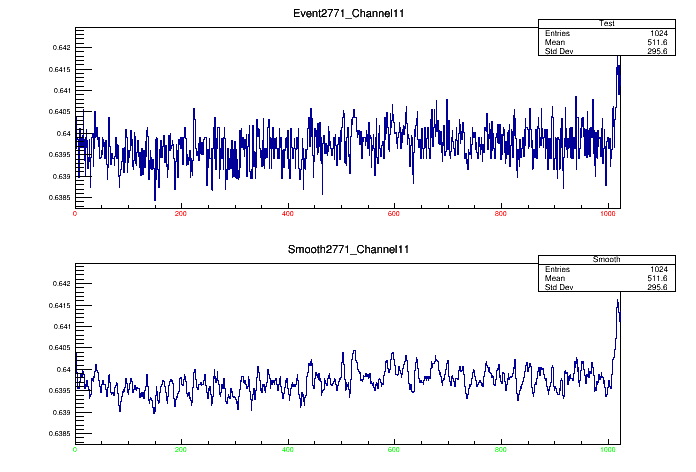 Event2771_Channel11
Test
Entries 1024
Mean 511.6
Std Dev 295.6
0.642
0.6415
0.641
0.6405
0.64
0.6395
0.639
0.6385
0 200 400 600 800 1000
Smooth2771_Channel11
Smooth
Entries 1024
Mean 511.6
Std Dev 295.6
0.642
0.6415
0.641
0.6405
0.64
0.6395
0.639
0.6385
0 200 400 600 800 1000